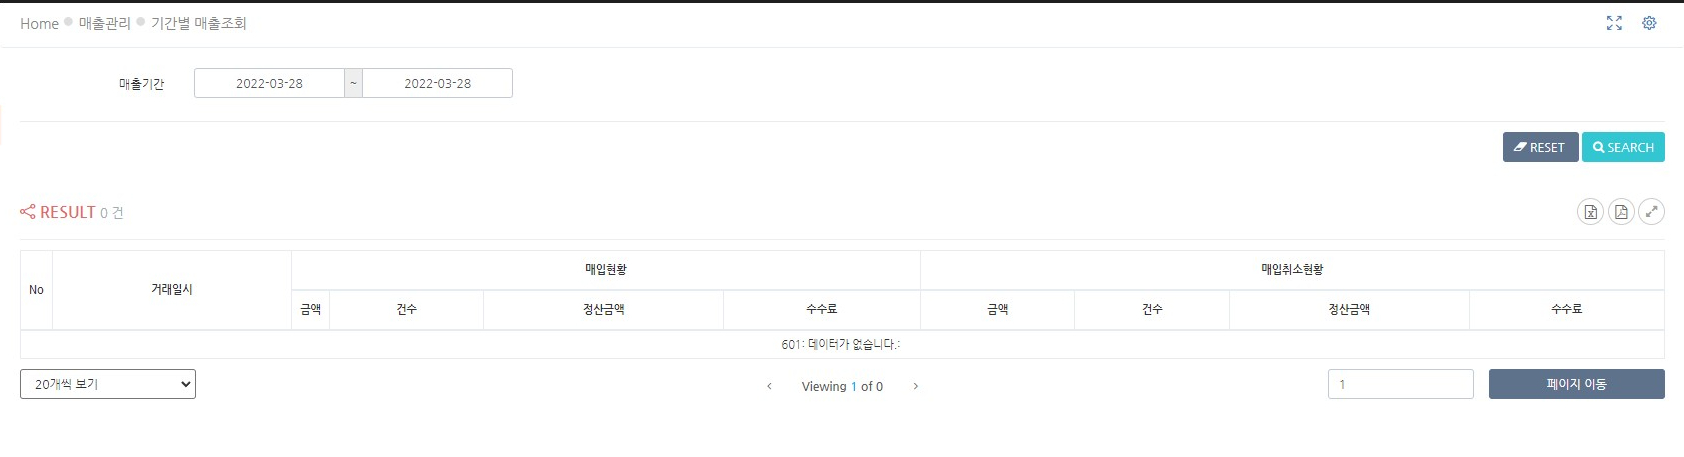 Home 매출관리 기간별 매출조회
매출기간 2022-03-28 ~ 2022-03-28
RESET SEARCH
RESULT 0 건
No 거래일시 매입현황 매입취소현황
금액 건수 정산금액 수수료 금액 건수 정산금액 수수료
601: 데이터가 없습니다.:
20개씩 보기 ‹ Viewing 1 of 0 › 1 페이지 이동